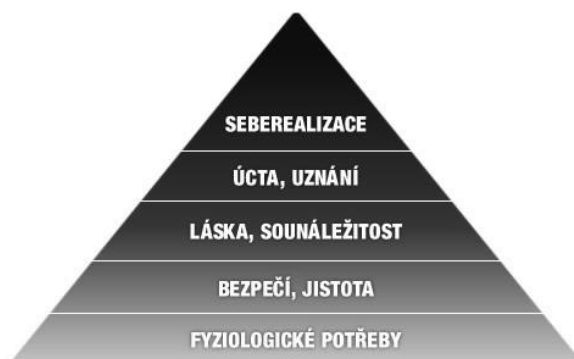 SEBEREALIZACE
ÚCTA, UZNÁNÍ
LÁSKA, SOUNÁLEŽITOST
BEZPEČÍ, JISTOTA
FYZIOLOGICKÉ POTŘEBY